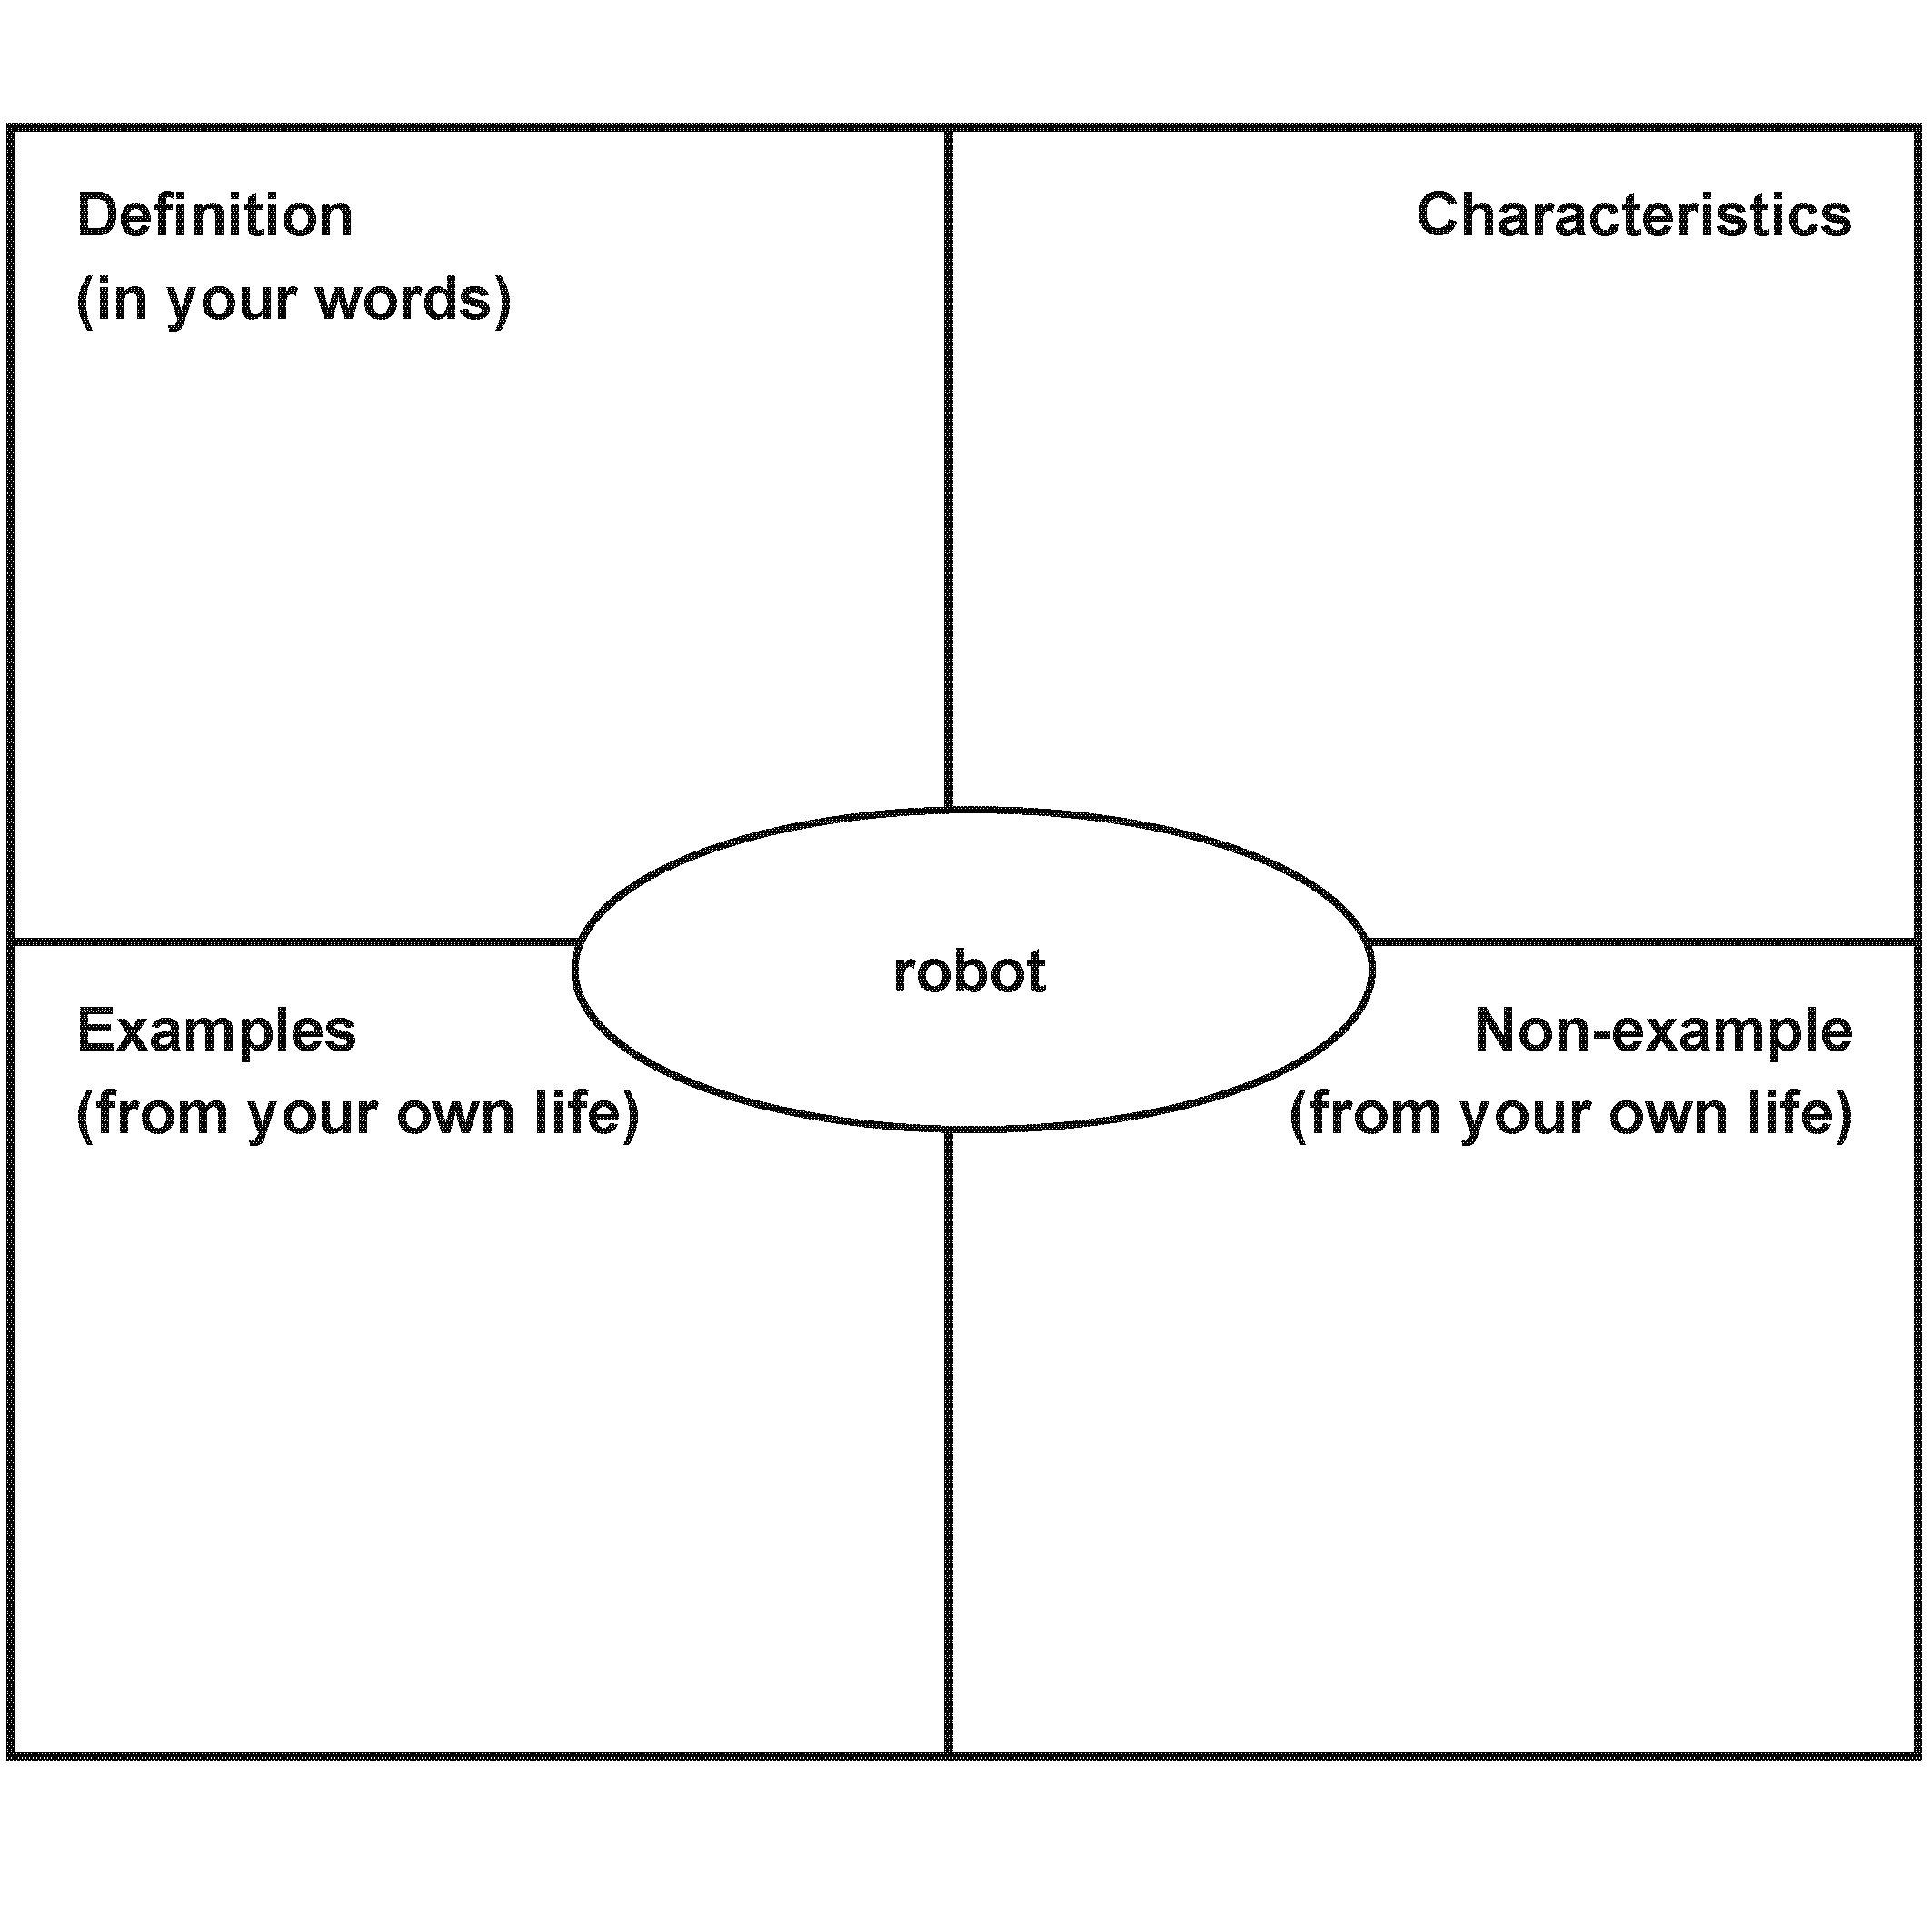 Definition
(in your words)
Characteristics
robot
Examples
(from your own life)
Non-example
(from your own life)